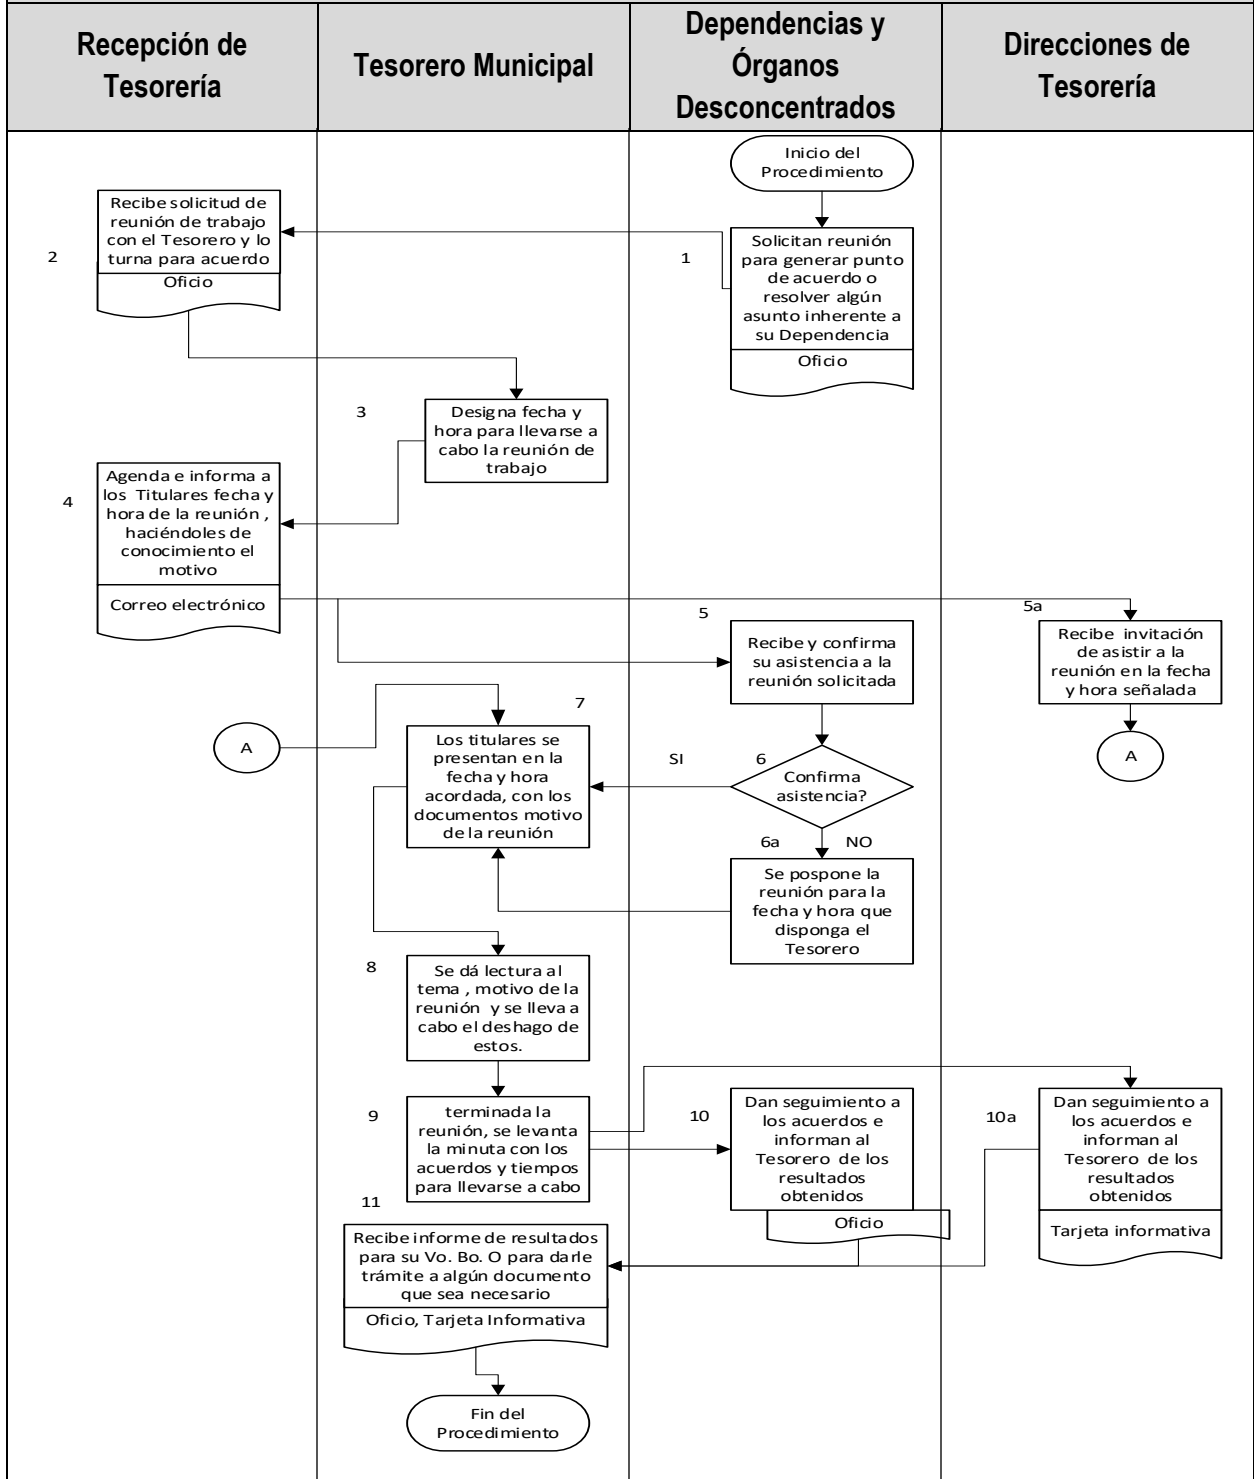 Recepción de
Tesorería
Tesorero Municipal
Dependencias y
Órganos
Desconcentrados
Direcciones de
Tesorería
Inicio del
Procedimiento
1
Solicitan reunión
para generar punto
de acuerdo o
resolver algún
asunto inherente a
su Dependencia
Oficio
2
Recibe solicitud de
reunión de trabajo
con el Tesorero y lo
turna para acuerdo
Oficio
3
Designa fecha y
hora para llevarse a
cabo la reunión de
trabajo
4
Agenda e informa a
los Titulares fecha y
hora de la reunión ,
haciéndoles de
conocimiento el
motivo
Correo electrónico
5
Recibe y confirma
su asistencia a la
reunión solicitada
5a
Recibe invitación
de asistir a la
reunión en la fecha
y hora señalada
A
A
6
Confirma
asistencia?
SI
NO
6a
Se pospone la
reunión para la
fecha y hora que
disponga el
Tesorero
7
Los titulares se
presentan en la
fecha y hora
acordada, con los
documentos motivo
de la reunión
8
Se dá lectura al
tema , motivo de la
reunión y se lleva a
cabo el deshago de
estos.
9
terminada la
reunión, se levanta
la minuta con los
acuerdos y tiempos
para llevarse a cabo
10
Dan seguimiento a
los acuerdos e
informan al
Tesorero de los
resultados
obtenidos
Oficio
10a
Dan seguimiento a
los acuerdos e
informan al
Tesorero de los
resultados
obtenidos
Tarjeta informativa
11
Recibe informe de resultados
para su Vo. Bo. O para darle
trámite a algún documento
que sea necesario
Oficio, Tarjeta Informativa
Fin del
Procedimiento